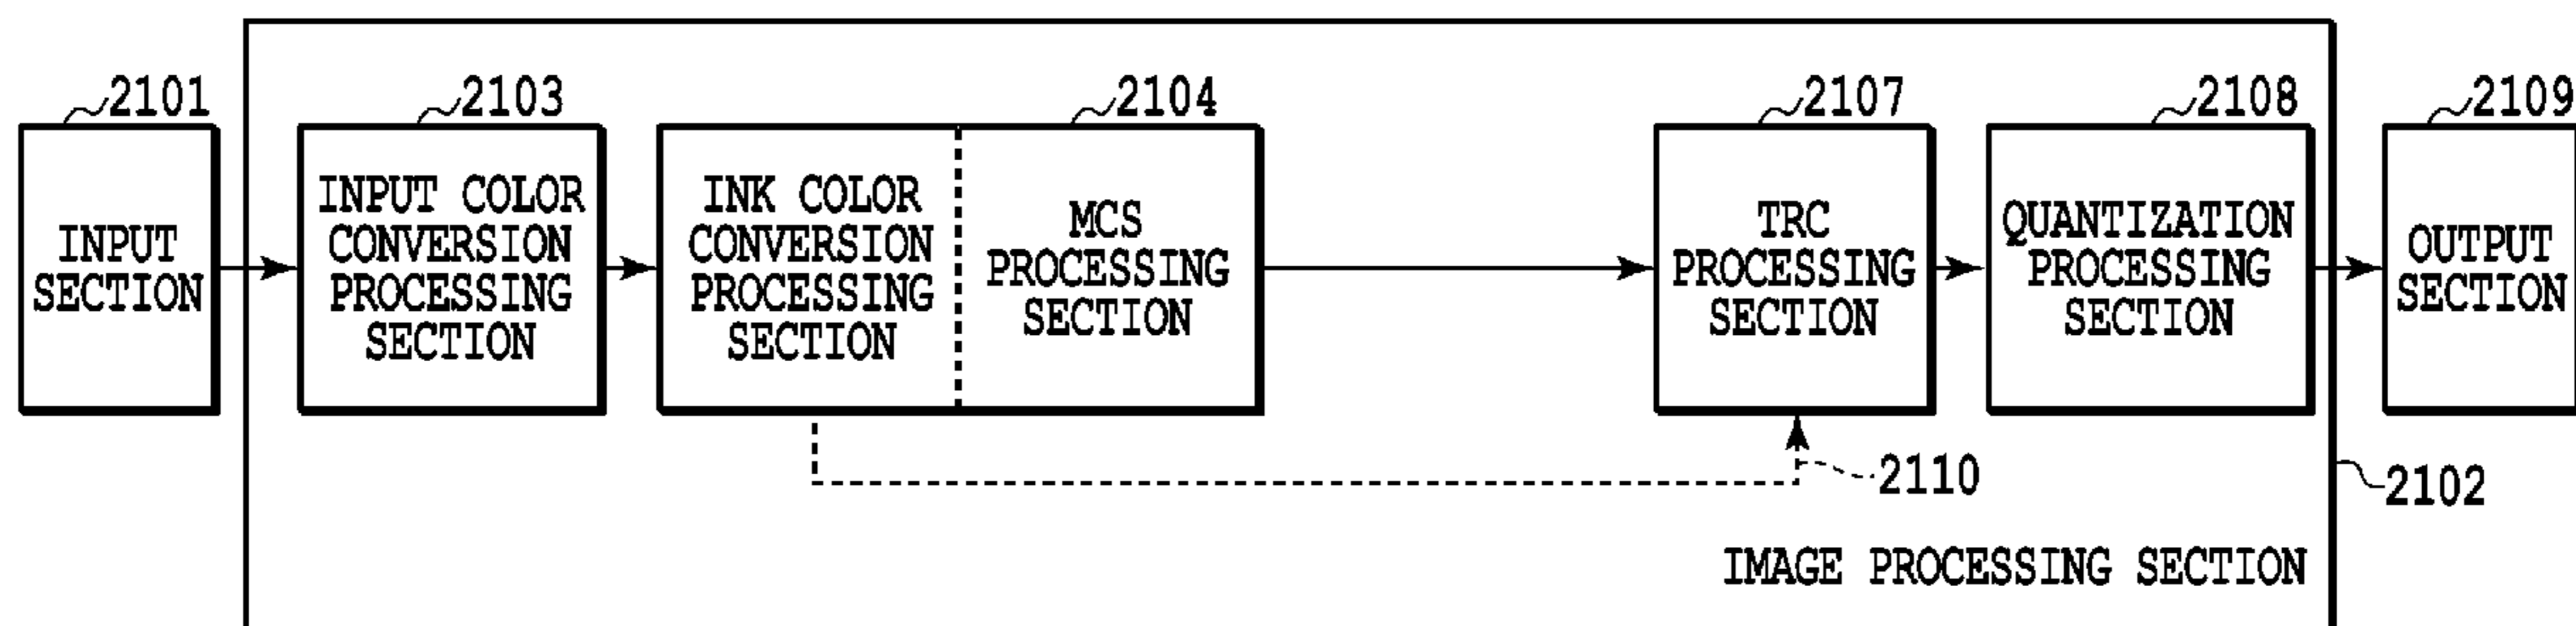 2101
2103
2104
2107
2108
2109
INPUT
SECTION
INPUT COLOR
CONVERSION
PROCESSING
SECTION
INK COLOR
CONVERSION
PROCESSING
SECTION
MCS
PROCESSING
SECTION
TRC
PROCESSING
SECTION
QUANTIZATION
PROCESSING
SECTION
OUTPUT
SECTION
2110
2102
IMAGE PROCESSING SECTION